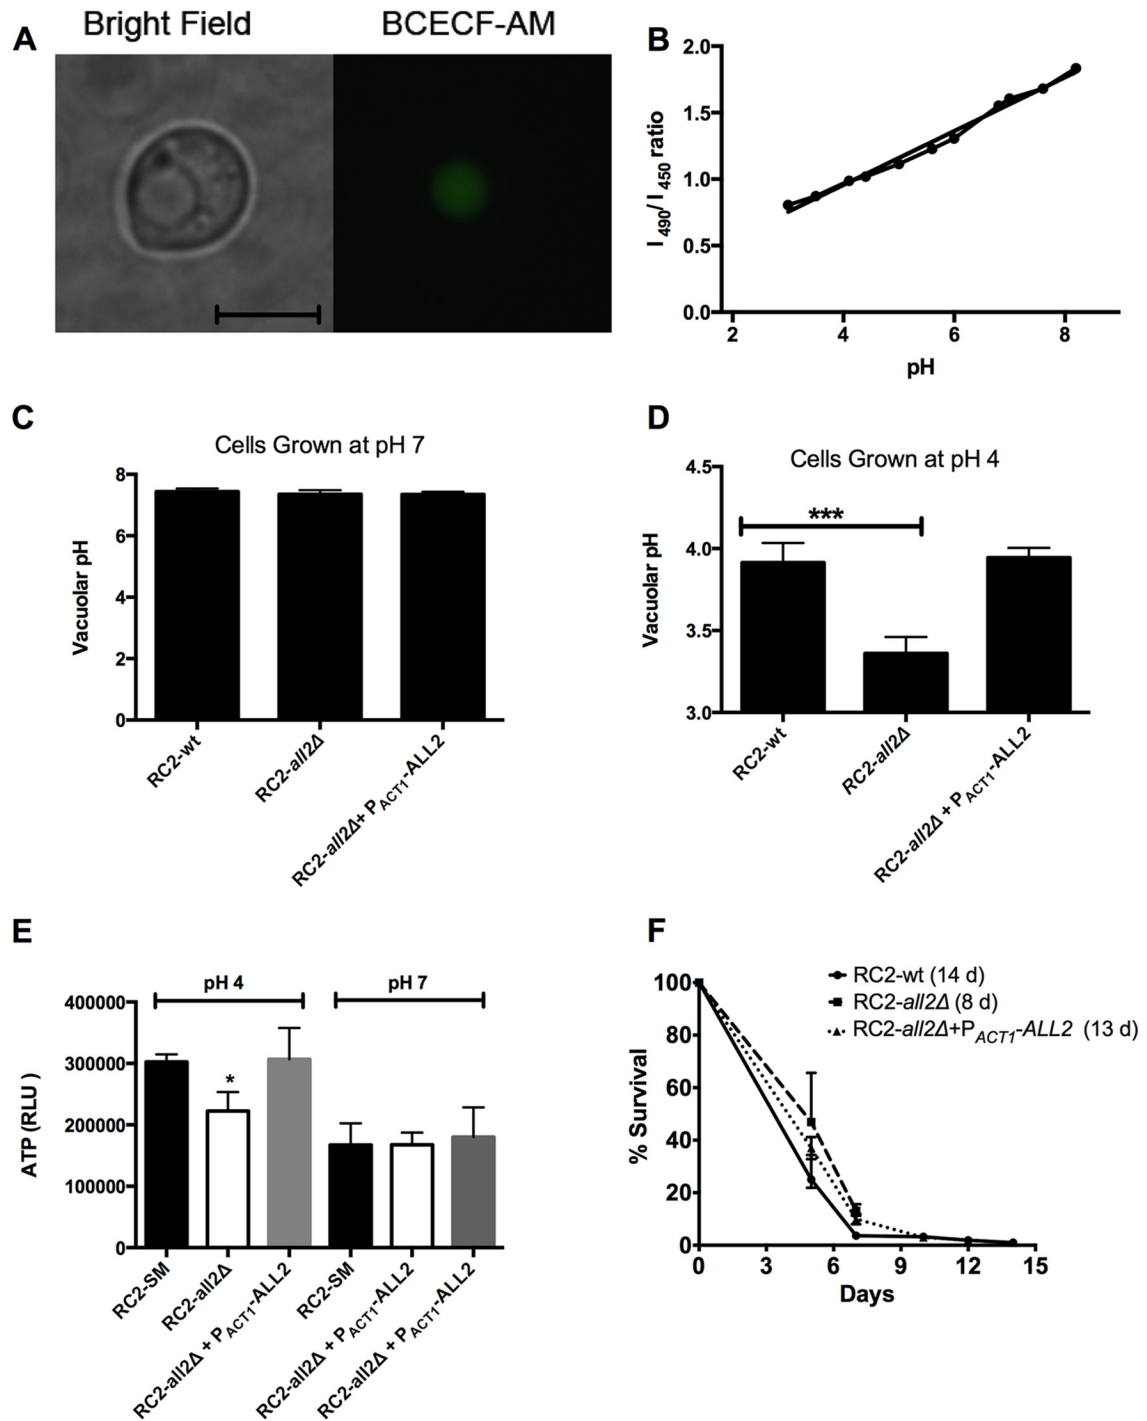 A
Bright Field
BCECF-AM
B
I 490/ I 450 ratio
2.0
1.5
1.0
0.5
0.0
2
4
6
8
pH
C
Cells Grown at pH 7
Vacuolar pH
8
6
4
2
0
RC2-wt
RC2-all2Δ
RC2-all2Δ+ PACT1-ALL2
D
Cells Grown at pH 4
Vacuolar pH
4.5
4.0
3.5
3.0
***
RC2-wt
RC2-all2Δ
RC2-all2Δ + PACT1-ALL2
E
pH 4
pH 7
ATP (RLU )
400000
300000
200000
100000
0
*
RC2-SM
RC2-all2Δ
RC2-all2Δ + PACT1-ALL2
RC2-SM
RC2-all2Δ + PACT1-ALL2
RC2-all2Δ + PACT1-ALL2
F
RC2-wt (14 d)
RC2-all2Δ (8 d)
RC2-all2Δ+PACT1-ALL2 (13 d)
% Survival
100
80
60
40
20
0
0
3
6
9
12
15
Days